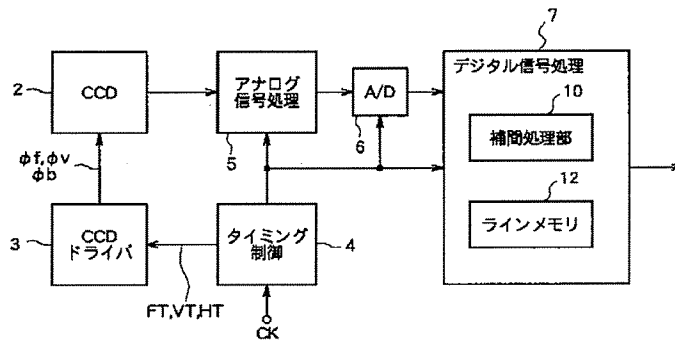 7
2
CCD
アナログ
信号処理
5
A/D
6
デジタル信号処理
10
補間処理部
12
ラインメモリ
φf,φv
φb
3
CCD
ドライバ
タイミング
制御
4
FT,VT,HT
CK